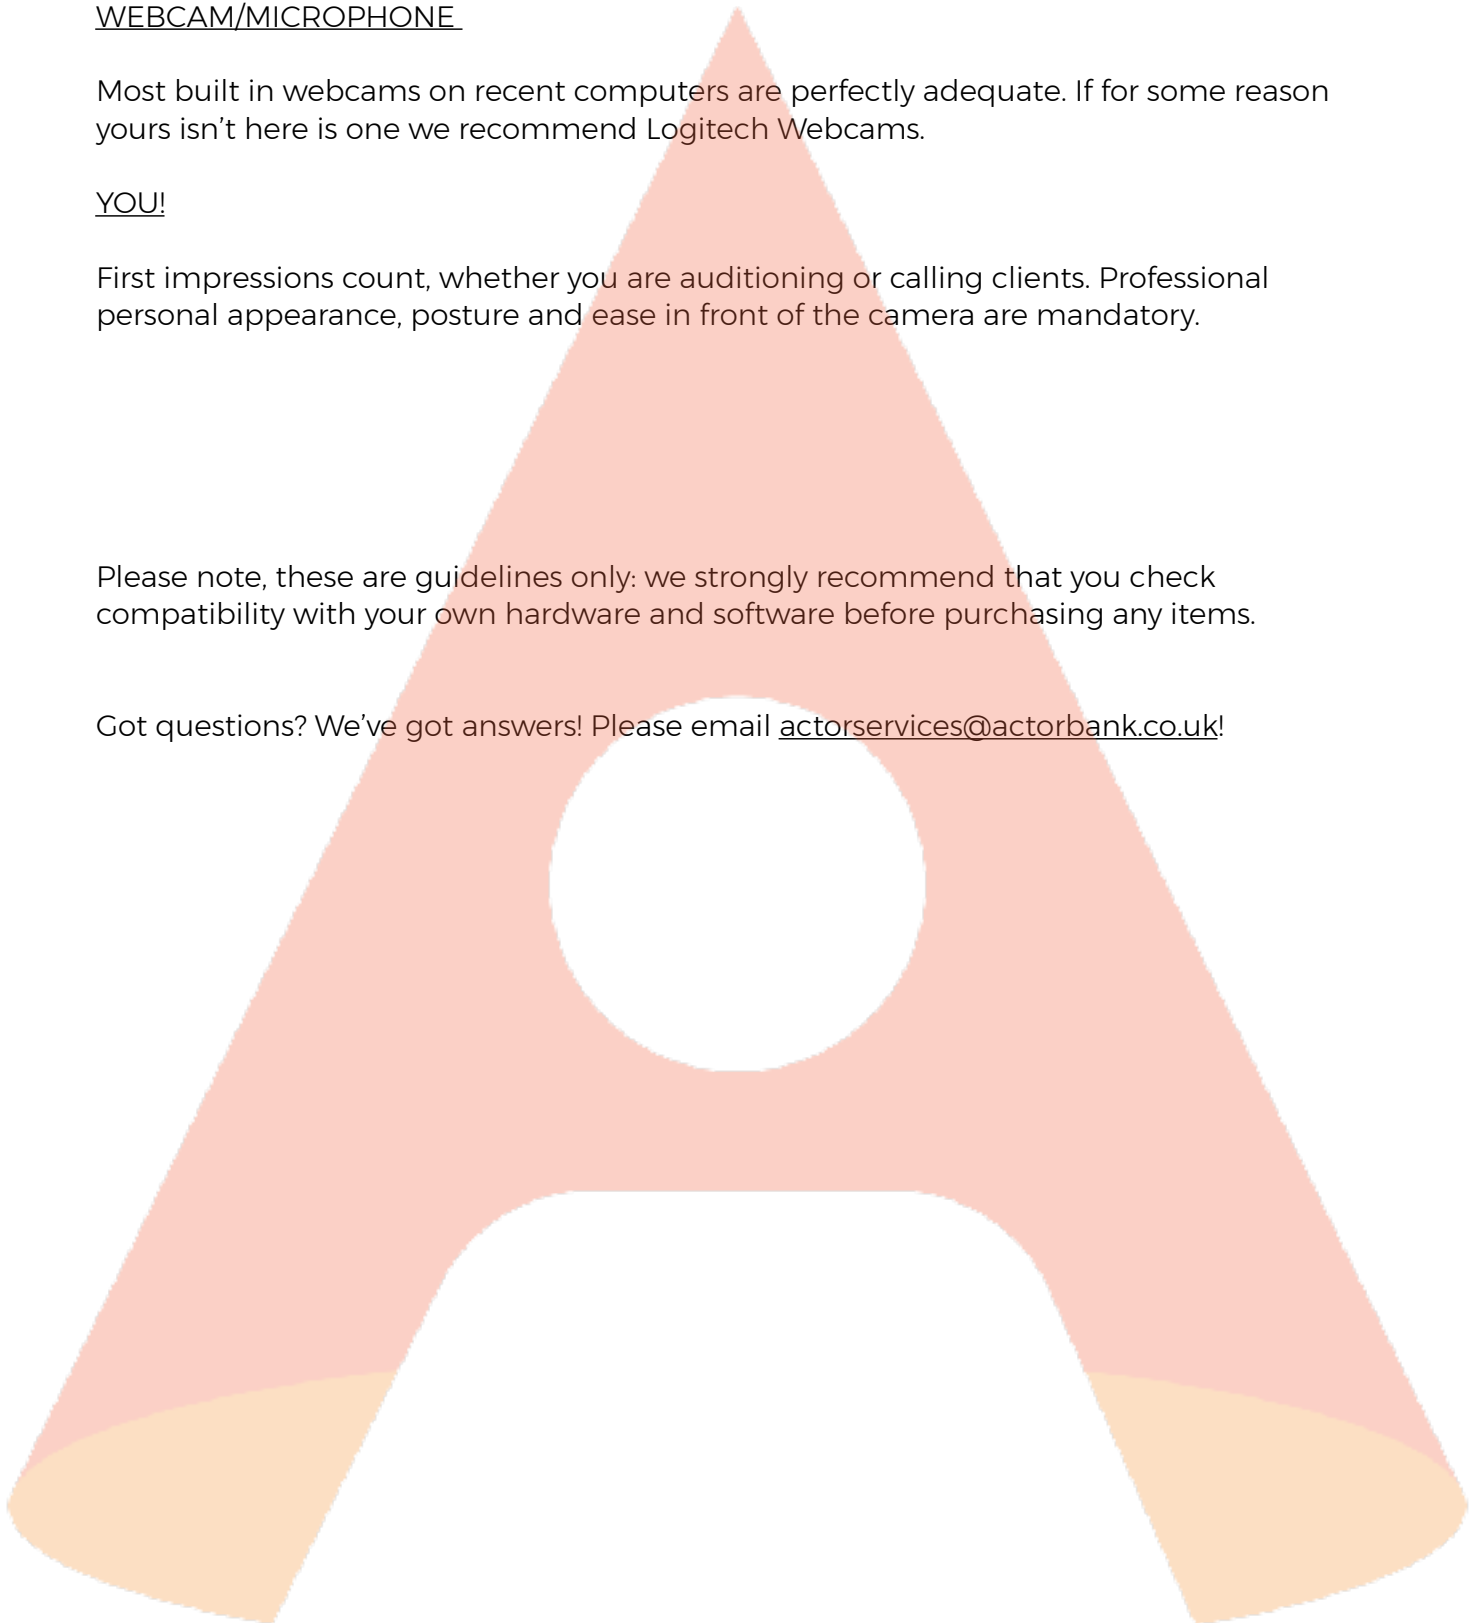 WEBCAM/MICROPHONE
Most built in webcams on recent computers are perfectly adequate. If for some reason
yours isn’t here is one we recommend Logitech Webcams.
YOU!
First impressions count, whether you are auditioning or calling clients. Professional
personal appearance, posture and ease in front of the camera are mandatory.
Please note, these are guidelines only: we strongly recommend that you check
compatibility with your own hardware and software before purchasing any items.
Got questions? We’ve got answers! Please email actorservices@actorbank.co.uk!